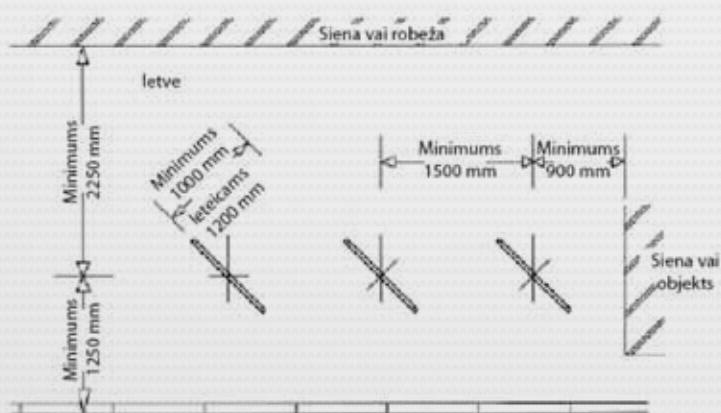 Siena vai robeža
Ietve
Minimums
2250 mm
Minimums
1000 mm
Ieteicams
1200 mm
Minimums
1500 mm
Minimums
900 mm
Siena vai
objekts
Minimums
1250 mm